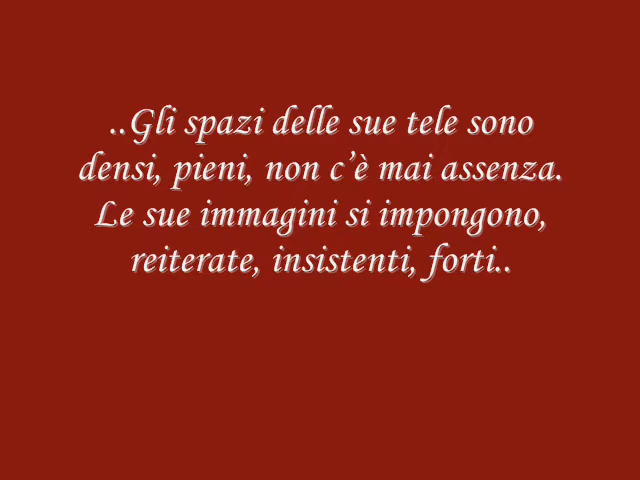 ..Gli spazi delle sue tele sono
densi, pieni, non c’è mai assenza.
Le sue immagini si impongono,
reiterate, insistenti, forti..